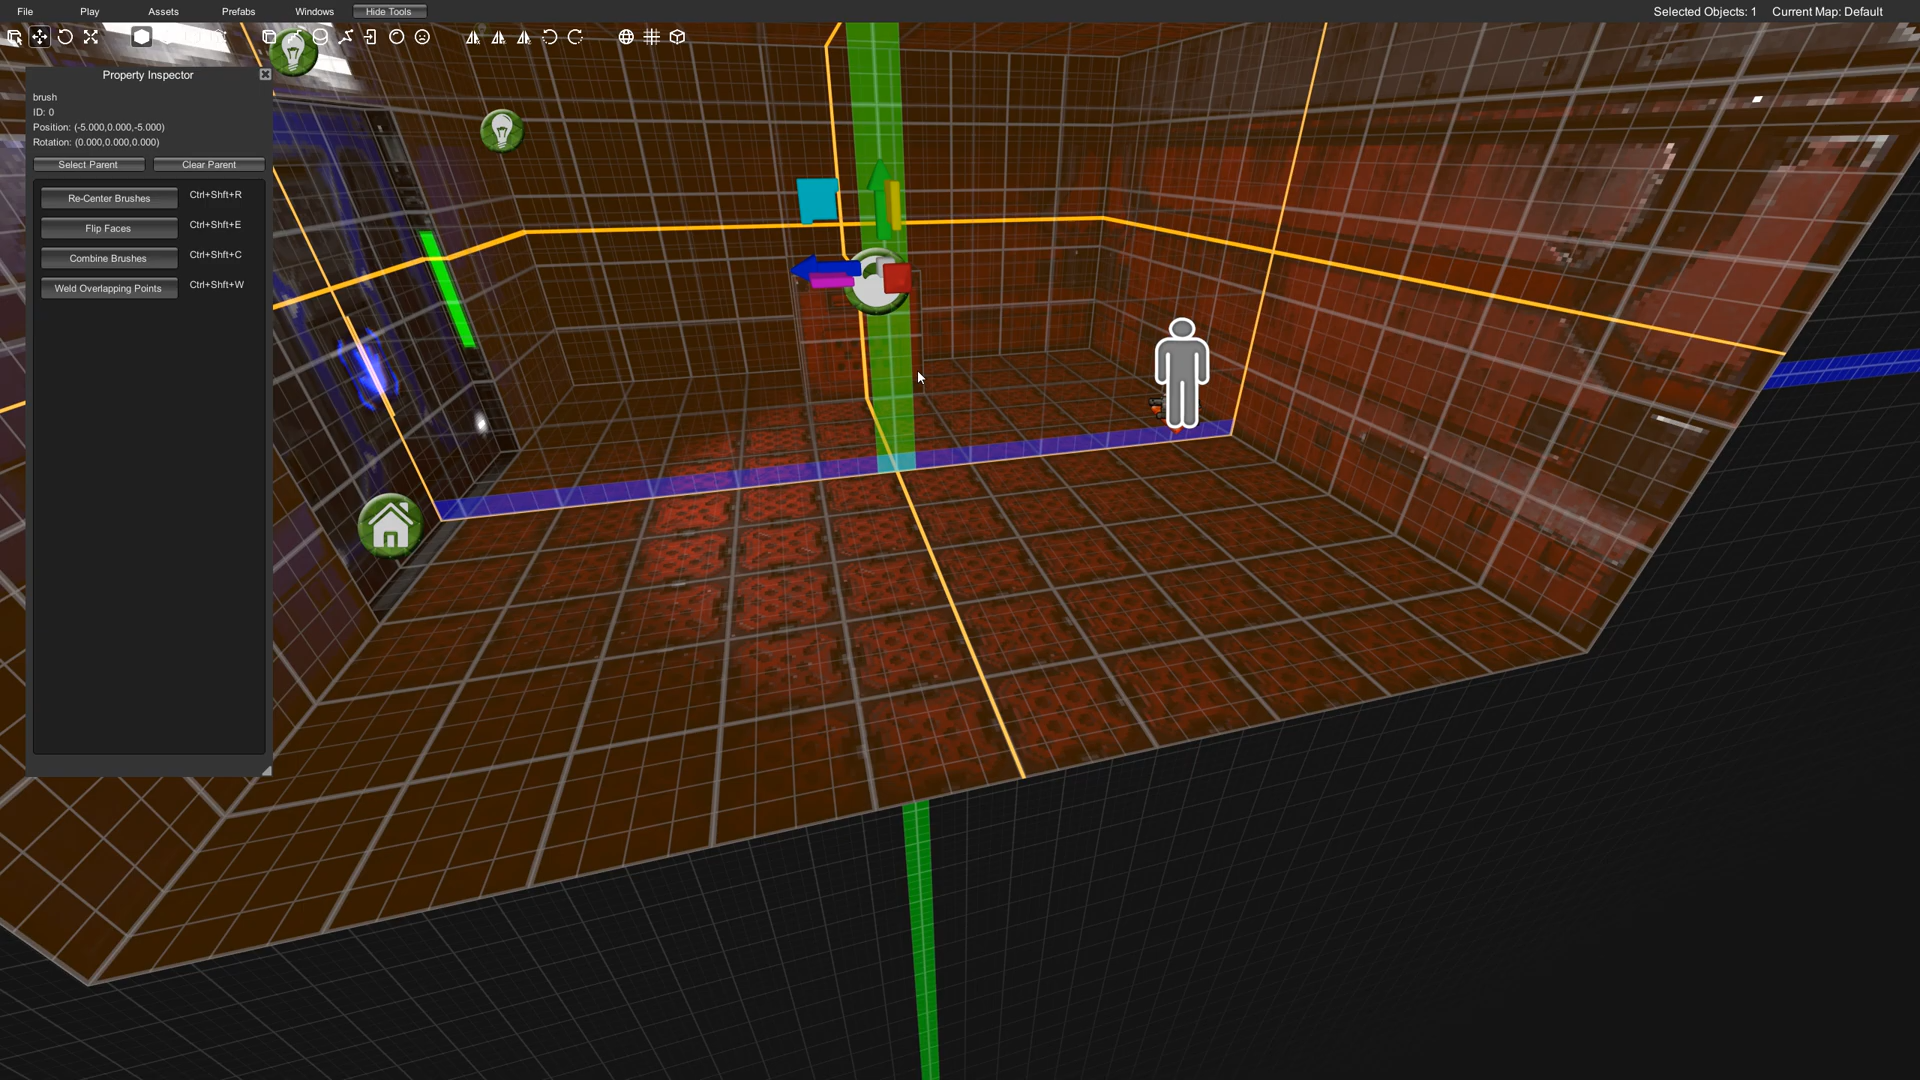 File Play Assets Prefabs Windows Hide Tools Selected Objects: 1 Current Map: Default
Property Inspector
brush
ID: 0
Position: (-5.000,0.000,-5.000)
Rotation: (0.000,0.000,0.000)
Select Parent Clear Parent
Re-Center Brushes Ctrl+Shft+R
Flip Faces Ctrl+Shft+E
Combine Brushes Ctrl+Shft+C
Weld Overlapping Points Ctrl+Shft+W